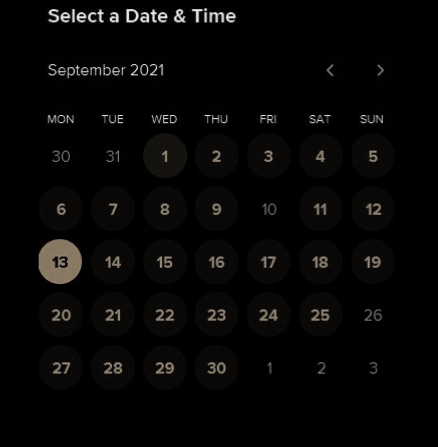 Select a Date & Time
September 2021
MON TUE WED THU FRI SAT SUN
30 31 1 2 3 4 5
6 7 8 9 10 11 12
13 14 15 16 17 18 19
20 21 22 23 24 25 26
27 28 29 30 1 2 3